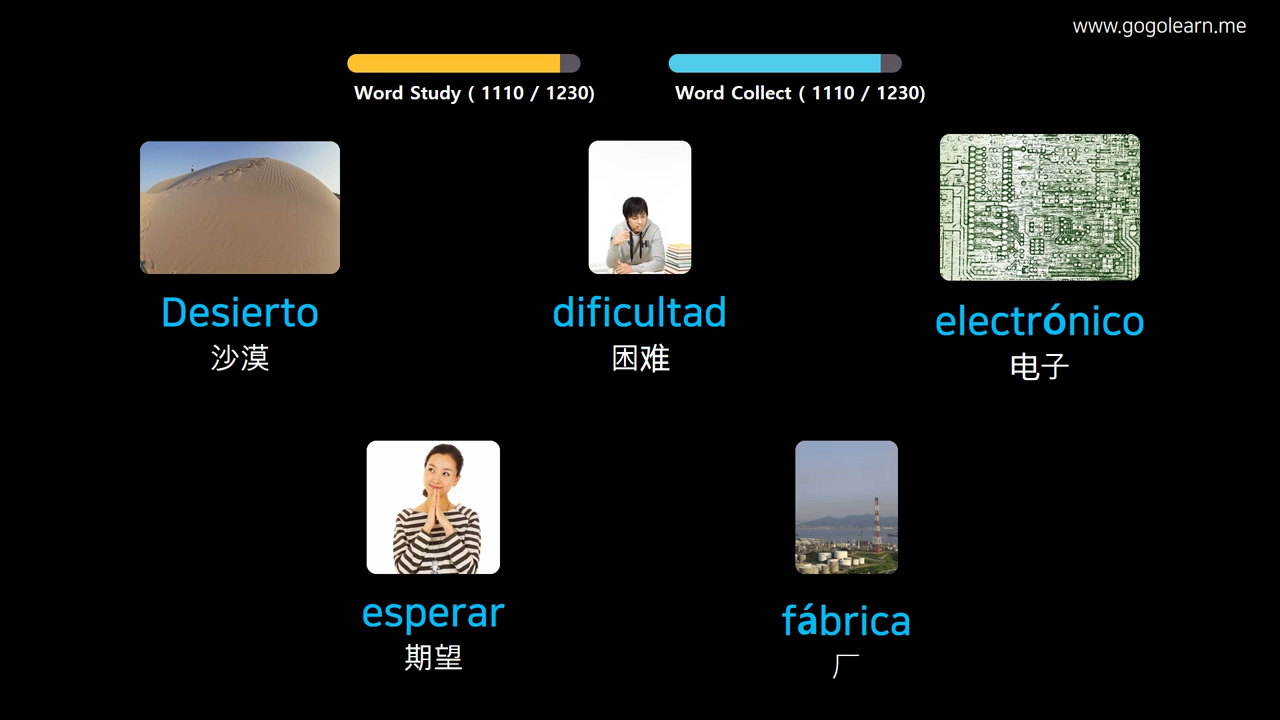 www.gogolearn.me
Word Study ( 1110 / 1230)
Word Collect ( 1110 / 1230)
Desierto
沙漠
dificultad
困难
electrónico
电子
esperar
期望
fábrica
厂